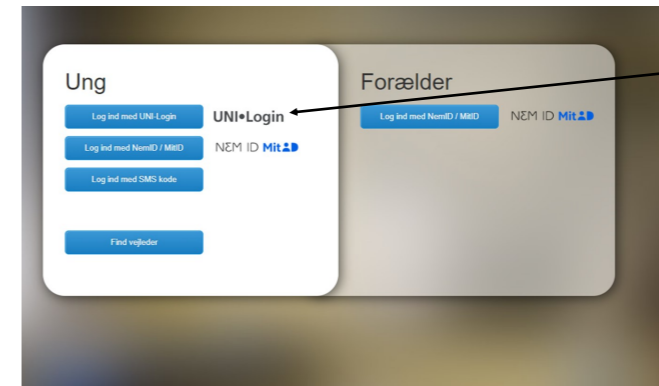 Ung
Log ind med UNI-Login UNI•Login
Log ind med NemID / MitID NEM ID MitID
Log ind med SMS kode
Find vejleder
Forælder
Log ind med NemID / MitID NEM ID MitID